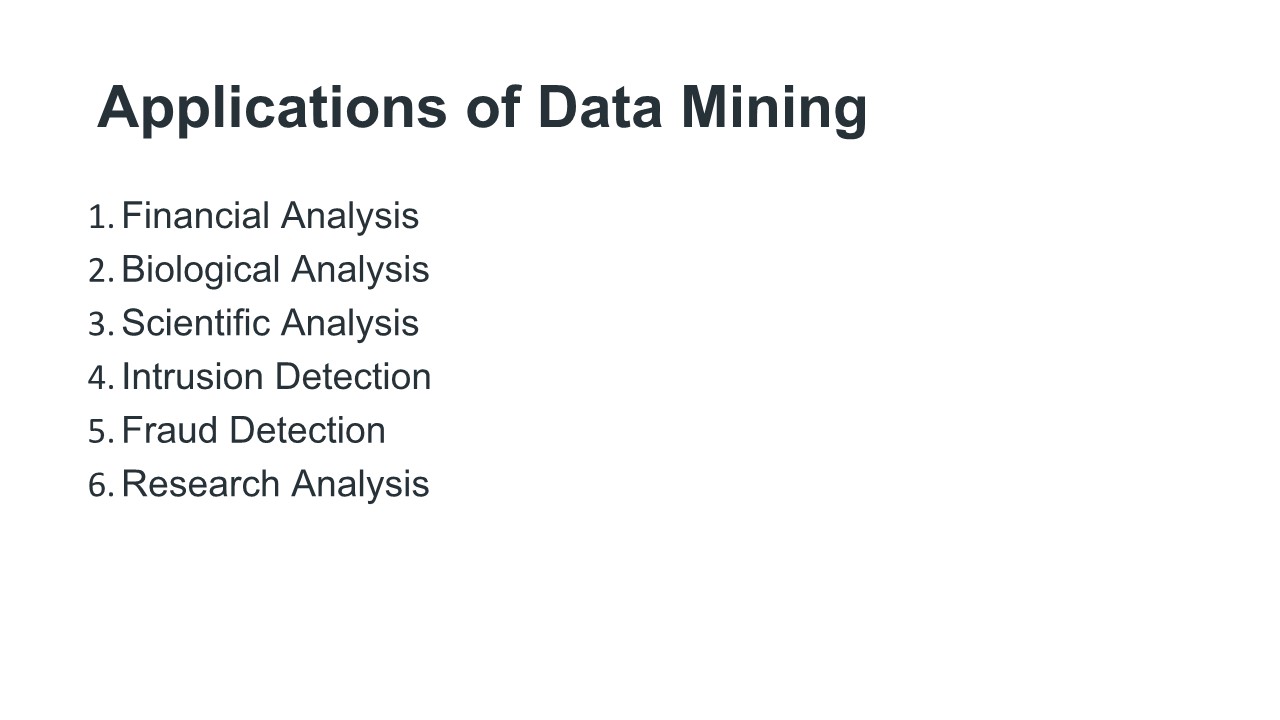 Applications of Data Mining
1. Financial Analysis
2. Biological Analysis
3. Scientific Analysis
4. Intrusion Detection
5. Fraud Detection
6. Research Analysis